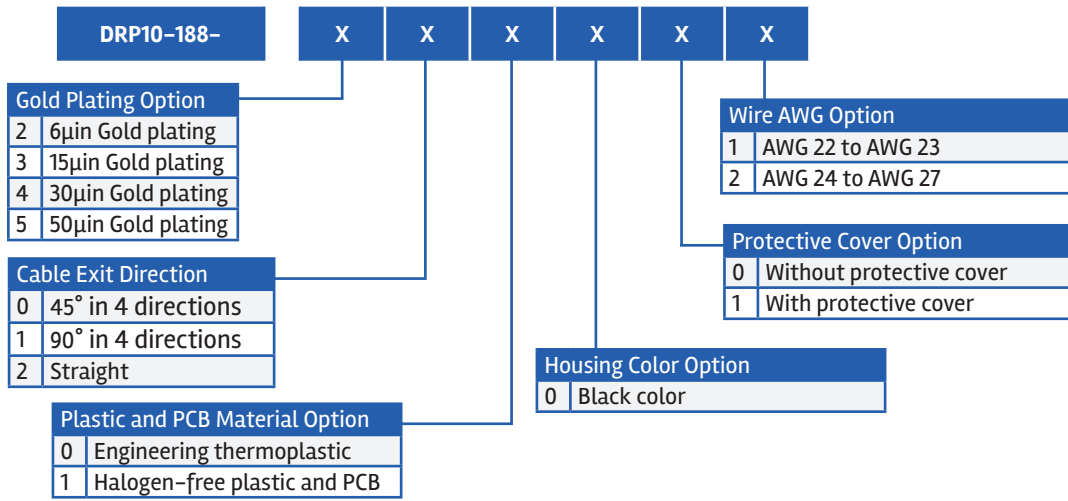 DRP10-188- X X X X X X
Gold Plating Option
2 6µin Gold plating
3 15µin Gold plating
4 30µin Gold plating
5 50µin Gold plating
Cable Exit Direction
0 45° in 4 directions
1 90° in 4 directions
2 Straight
Plastic and PCB Material Option
0 Engineering thermoplastic
1 Halogen-free plastic and PCB
Housing Color Option
0 Black color
Protective Cover Option
0 Without protective cover
1 With protective cover
Wire AWG Option
1 AWG 22 to AWG 23
2 AWG 24 to AWG 27